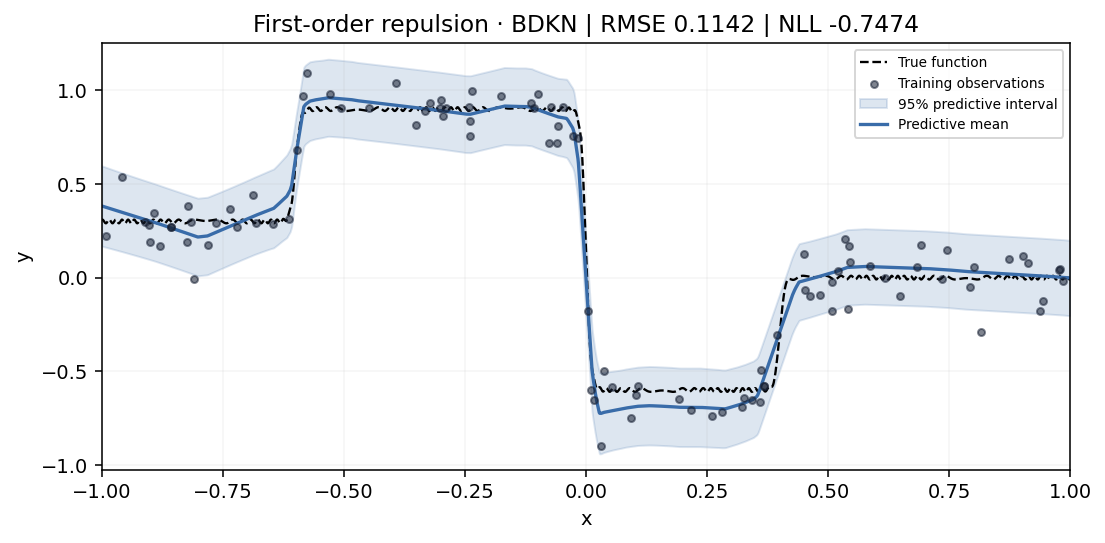 First-order repulsion · BDKN | RMSE 0.1142 | NLL -0.7474
True function
Training observations
95% predictive interval
Predictive mean
1.0
0.5
0.0
−0.5
−1.0
y
−1.00 −0.75 −0.50 −0.25 0.00 0.25 0.50 0.75 1.00
x